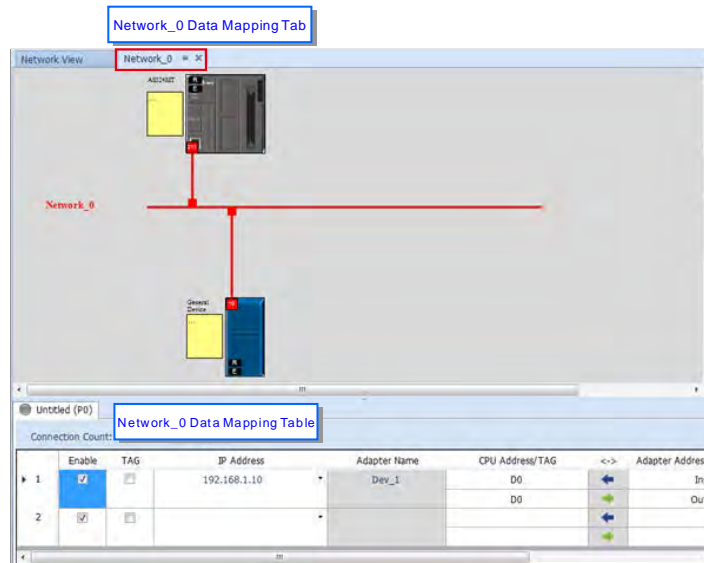 Network_0 Data Mapping Tab
Network View
Network_0
R
E
Network_0
General
Device
R
E
Untitled (P0)
Connection Count:
Network_0 Data Mapping Table
Enable TAG IP Address Adapter Name CPU Address/TAG <-> Adapter Addres
1 192.168.1.10 Dev_1 D0 In
D0 Ou
2